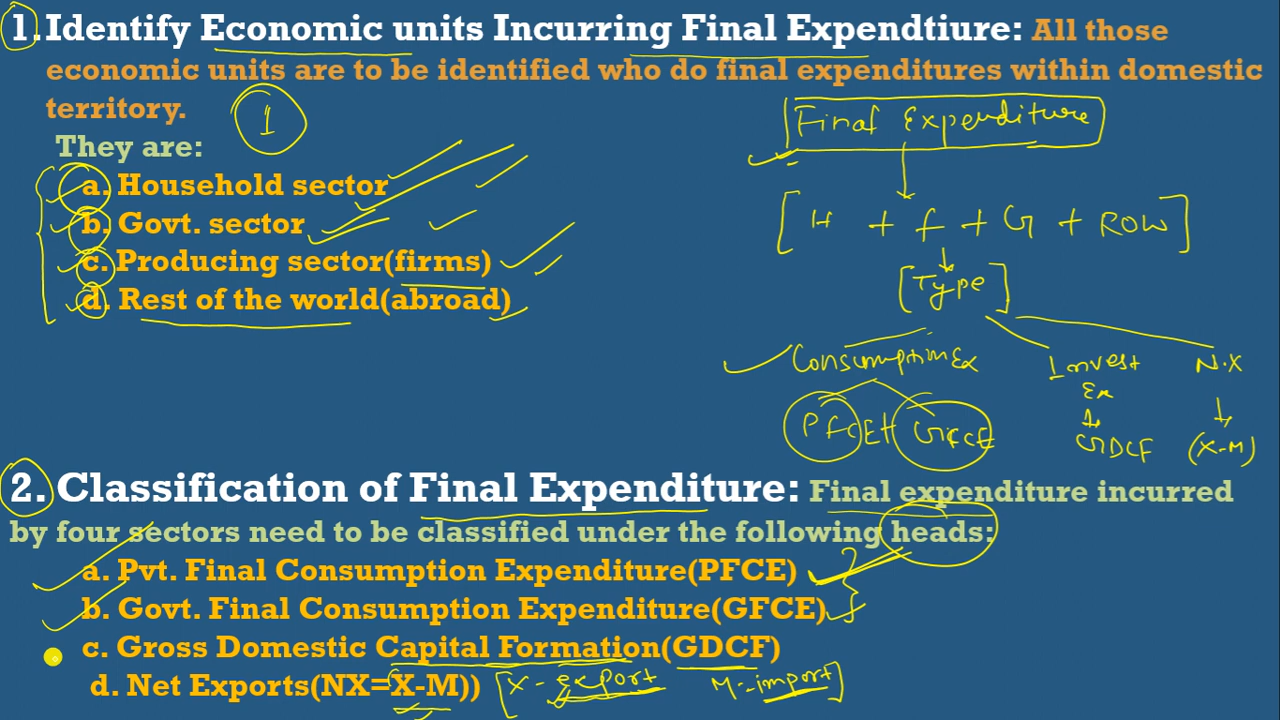 1. Identify Economic units Incurring Final Expendtiure: All those
economic units are to be identified who do final expenditures within domestic
territory.
1
Final Expenditure
They are:
a. Household sector
b. Govt. sector
[H + f + G + ROW]
c. Producing sector(firms)
[Type]
d. Rest of the world(abroad)
Consumption Ex
Invest
Ex
N.X
PFCE+ GFCE
GDCF
(X-M)
2. Classification of Final Expenditure: Final expenditure incurred
by four sectors need to be classified under the following heads:
a. Pvt. Final Consumption Expenditure(PFCE)
b. Govt. Final Consumption Expenditure(GFCE)
c. Gross Domestic Capital Formation(GDCF)
d. Net Exports(NX=X-M)) [X - export M - import]